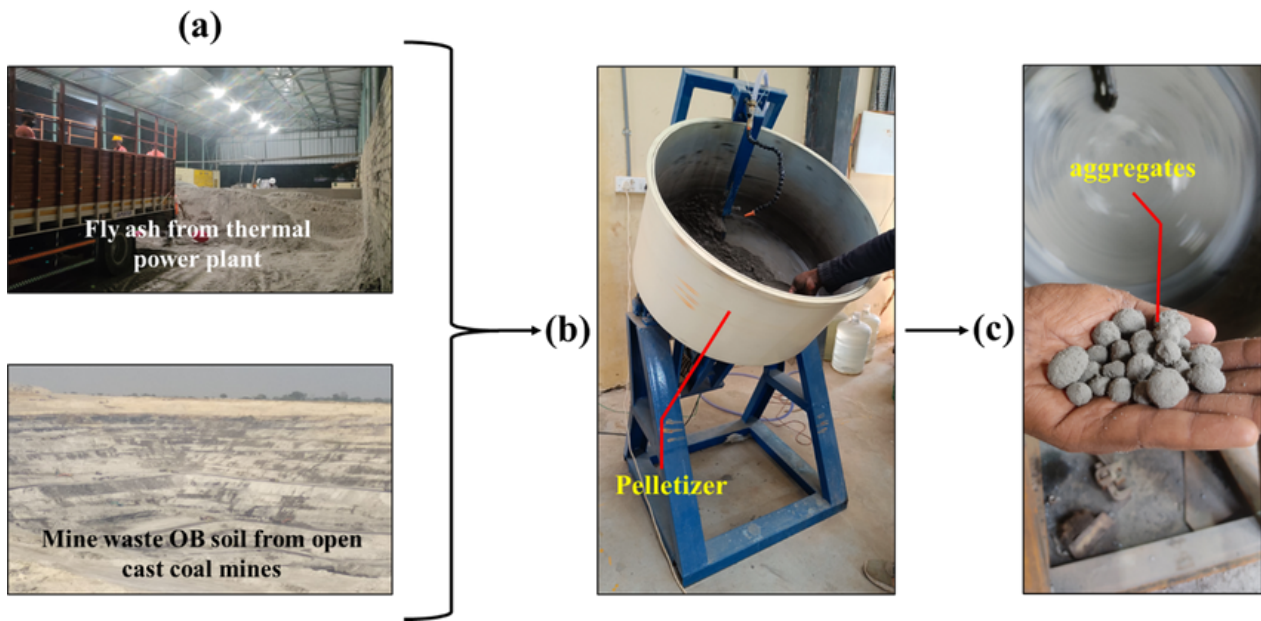 (a)
Fly ash from thermal
power plant
Mine waste OB soil from open
cast coal mines
(b)
Pelletizer
(c)
aggregates